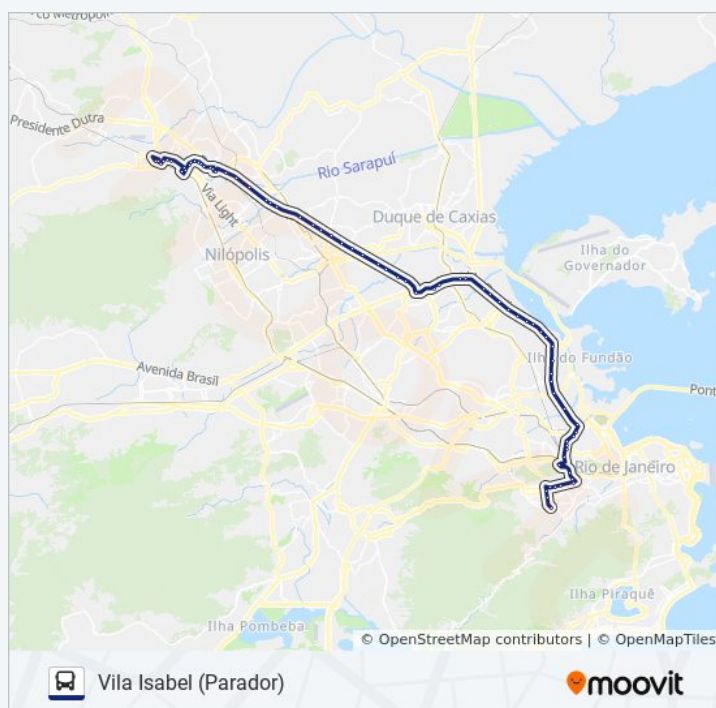 Presidente Dutra
Rio Sarapuí
Duque de Caxias
Via Light
Nilópolis
Ilha do
Governador
Avenida Brasil
Ilha do Fundão
Pont
Rio de Janeiro
Ilha Piraquê
Ilha Pombeba
© OpenStreetMap contributors | © OpenMapTiles
Vila Isabel (Parador)
moovit